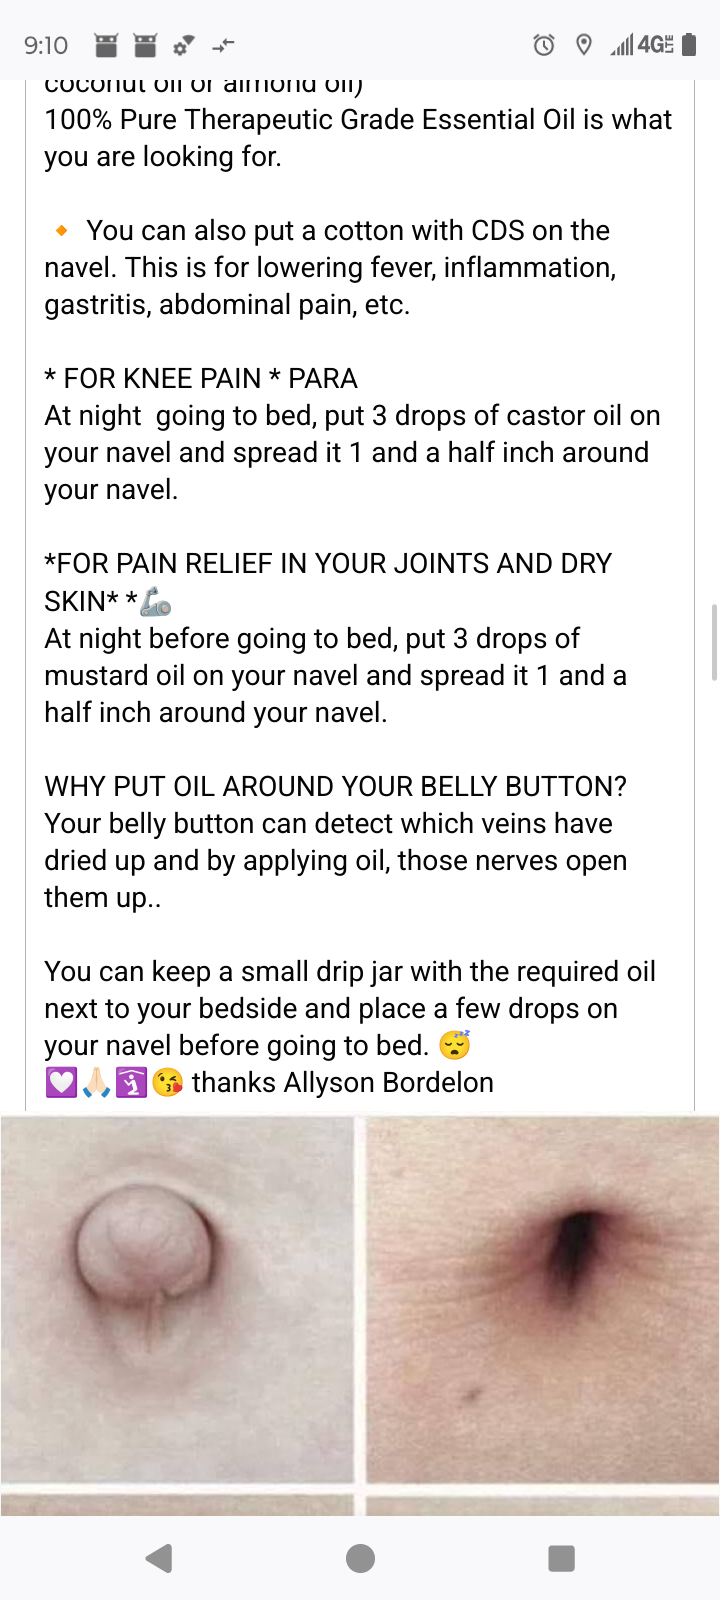 9:10 4G LTE
coconut oil or almond oil)
100% Pure Therapeutic Grade Essential Oil is what
you are looking for.
🔸 You can also put a cotton with CDS on the
navel. This is for lowering fever, inflammation,
gastritis, abdominal pain, etc.
* FOR KNEE PAIN * PARA
At night  going to bed, put 3 drops of castor oil on
your navel and spread it 1 and a half inch around
your navel.
*FOR PAIN RELIEF IN YOUR JOINTS AND DRY
SKIN* *🦾
At night before going to bed, put 3 drops of
mustard oil on your navel and spread it 1 and a
half inch around your navel.
WHY PUT OIL AROUND YOUR BELLY BUTTON?
Your belly button can detect which veins have
dried up and by applying oil, those nerves open
them up..
You can keep a small drip jar with the required oil
next to your bedside and place a few drops on
your navel before going to bed. 😴
💟🙏🏻🛐😘 thanks Allyson Bordelon